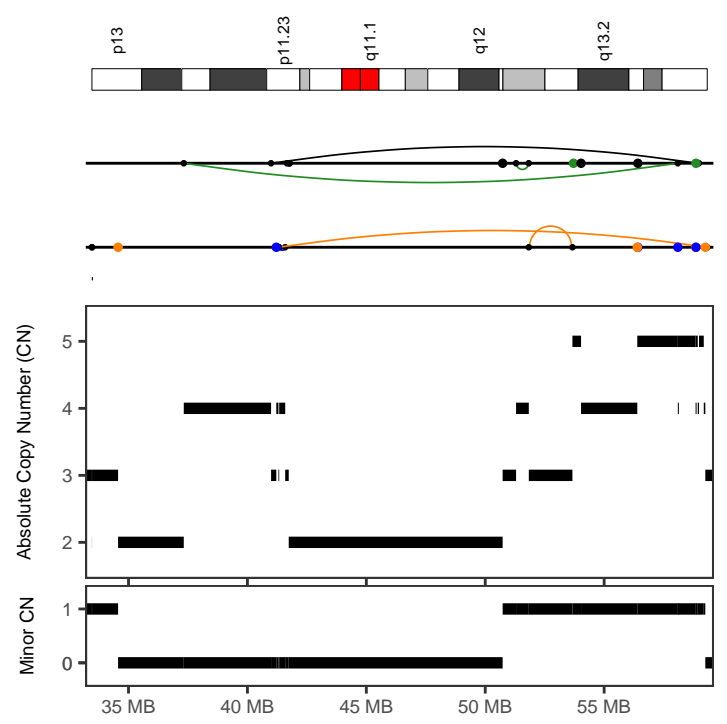 p13
p11.23
q11.1
q12
q13.2
Absolute Copy Number (CN)
5
4
3
2
Minor CN
1
0
35 MB
40 MB
45 MB
50 MB
55 MB